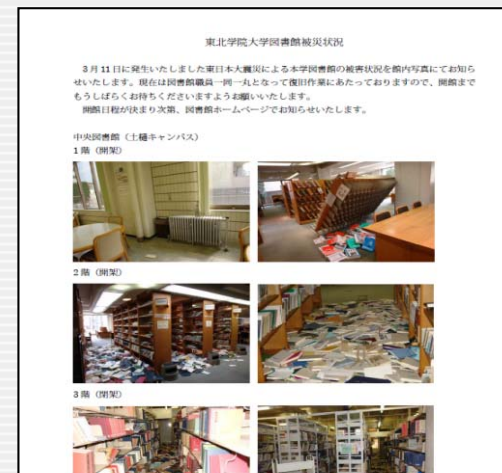 東北学院大学図書館被災状況
3月11日に発生いたしました東日本大震災による本学図書館の被害状況を館内写真にてお知ら
せいたします。現在は図書館職員一同一丸となって復旧作業にあたっておりますので、開館まで
もうしばらくお待ちくださいますようお願いいたします。
開館日程が決まり次第、図書館ホームページでお知らせいたします。
中央図書館（土樋キャンパス）
1階（開架）
2階（開架）
3階（開架）